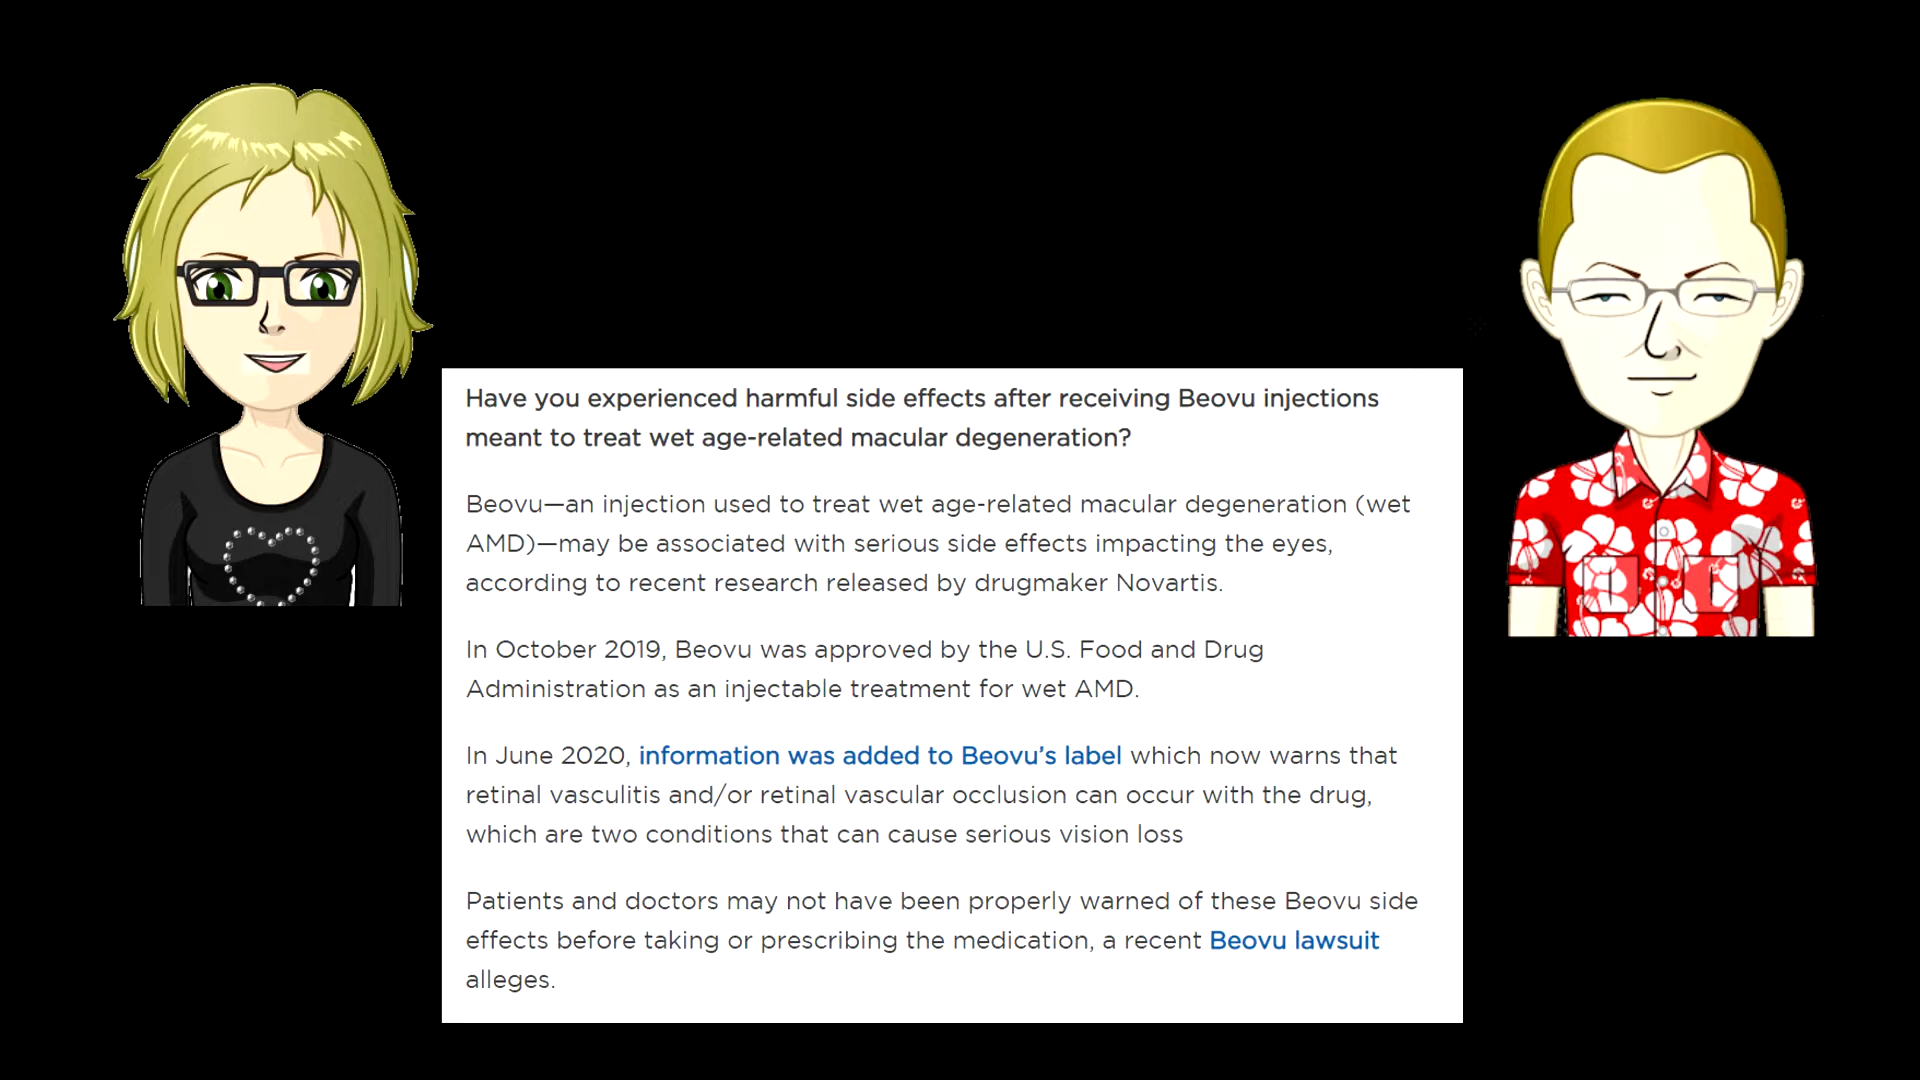 Have you experienced harmful side effects after receiving Beovu injections
meant to treat wet age-related macular degeneration?
Beovu—an injection used to treat wet age-related macular degeneration (wet
AMD)—may be associated with serious side effects impacting the eyes,
according to recent research released by drugmaker Novartis.
In October 2019, Beovu was approved by the U.S. Food and Drug
Administration as an injectable treatment for wet AMD.
In June 2020, information was added to Beovu’s label which now warns that
retinal vasculitis and/or retinal vascular occlusion can occur with the drug,
which are two conditions that can cause serious vision loss
Patients and doctors may not have been properly warned of these Beovu side
effects before taking or prescribing the medication, a recent Beovu lawsuit
alleges.